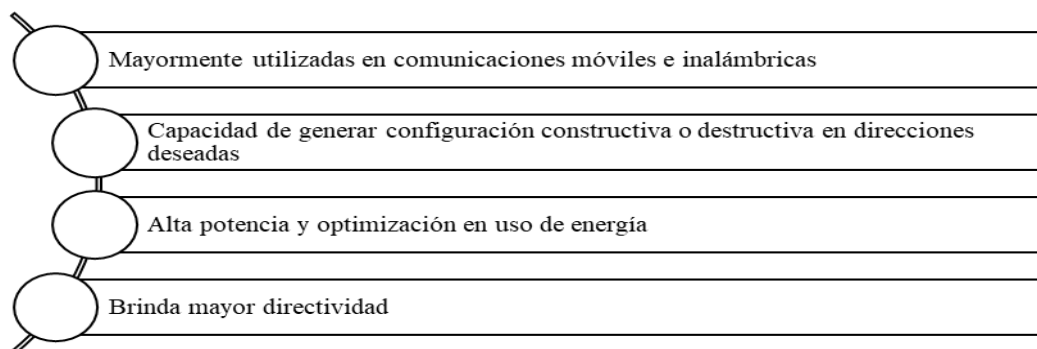 Mayormente utilizadas en comunicaciones móviles e inalámbricas
Capacidad de generar configuración constructiva o destructiva en direcciones
deseadas
Alta potencia y optimización en uso de energía
Brinda mayor directividad